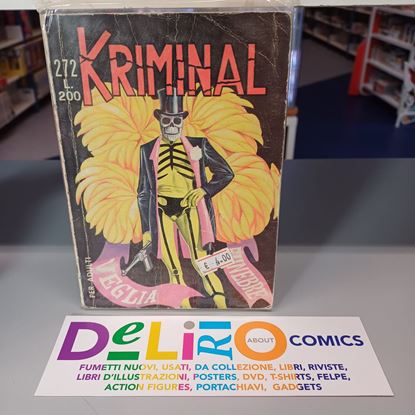 KRIMINAL
272
L.
200
PER ADULTI
VEGLIA
FUNEBRE
€ 4.00
DELIRIO
ABOUT
COMICS
FUMETTI NUOVI, USATI, DA COLLEZIONE, LIBRI, RIVISTE,
LIBRI D'ILLUSTRAZIONI, POSTERS, DVD, T-SHIRTS, FELPE,
ACTION FIGURES, PORTACHIAVI, GADGETS